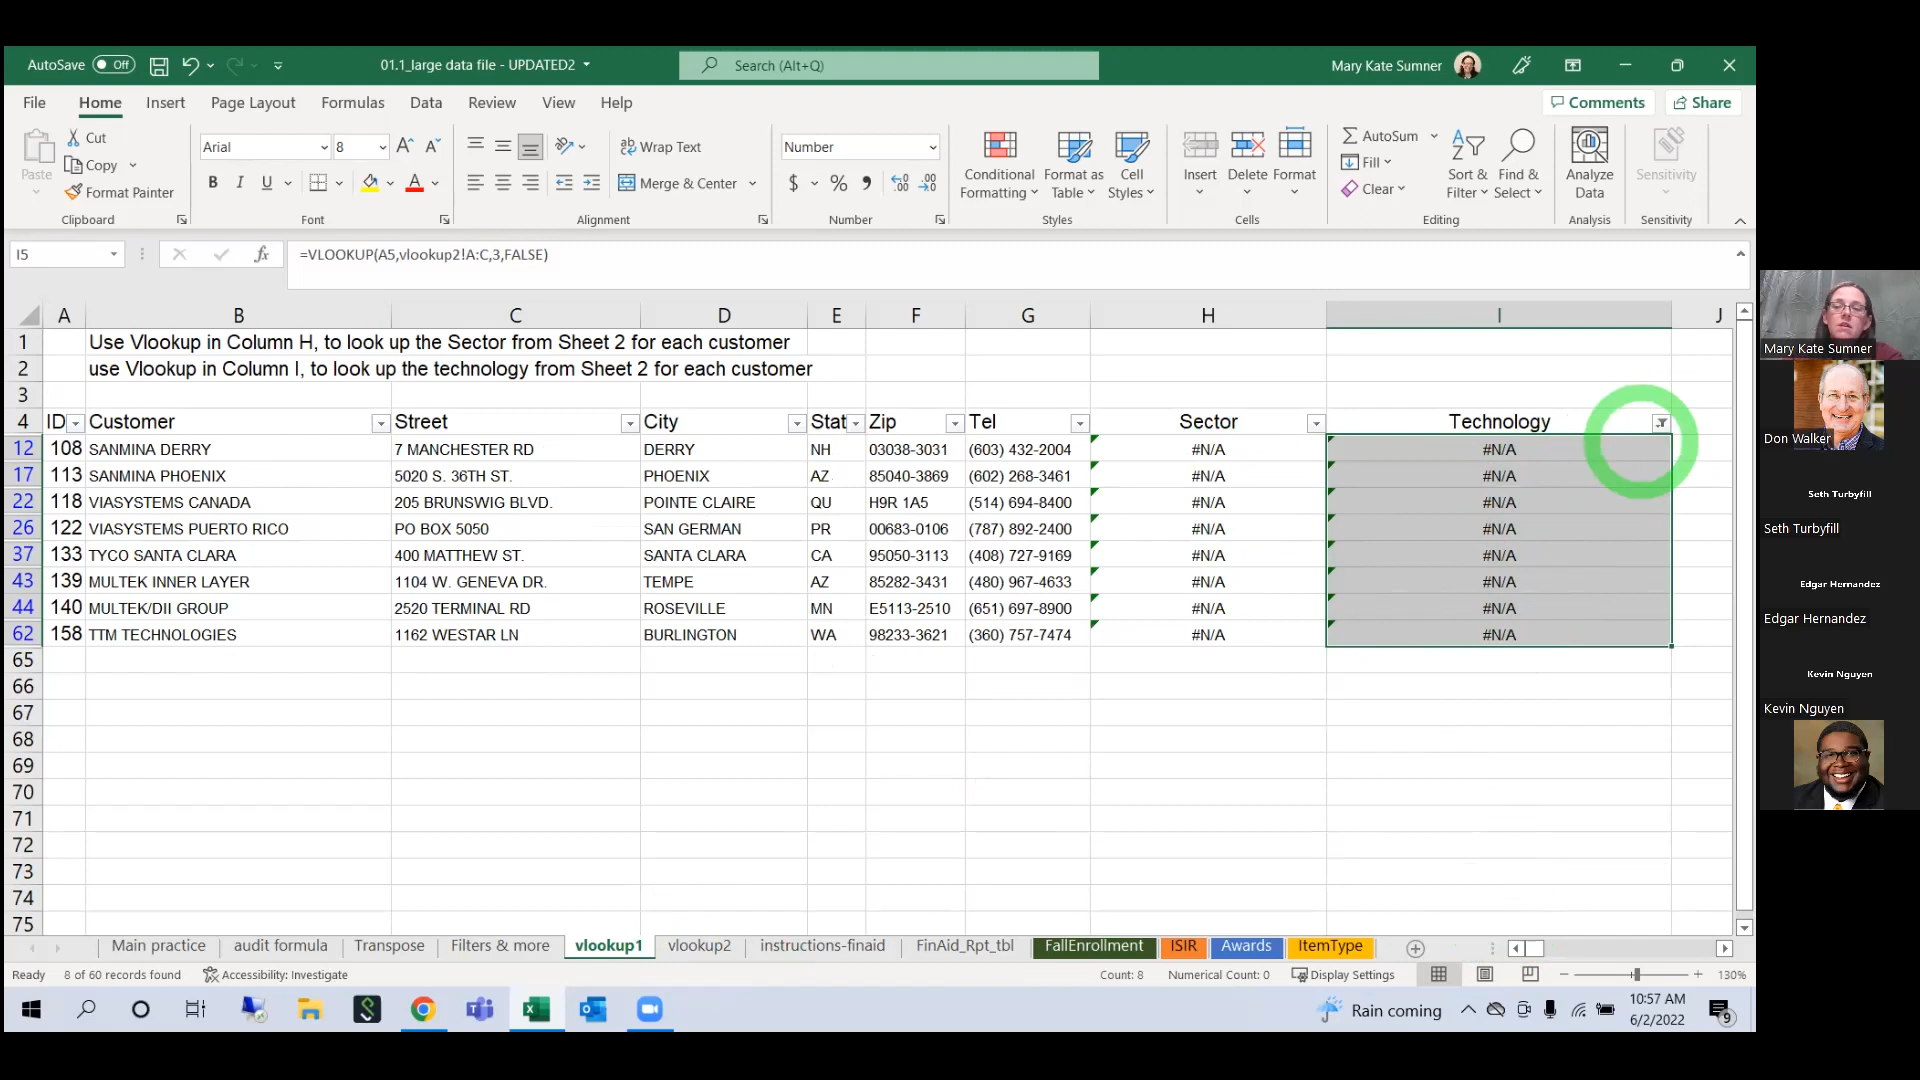 AutoSave Off 01.1_large data file - UPDATED2 Search (Alt+Q) Mary Kate Sumner
File Home Insert Page Layout Formulas Data Review View Help Comments Share
Paste Cut Copy Format Painter Clipboard
Arial 8 B I U A Font
Wrap Text Merge & Center Alignment
Number $ % Number
Conditional Formatting Format as Table Cell Styles Styles
Insert Delete Format Cells
AutoSum Fill Clear Sort & Filter Find & Select Editing
Analyze Data Analysis
Sensitivity Sensitivity
I5 fx =VLOOKUP(A5,vlookup2!A:C,3,FALSE)
A B C D E F G H I J
1 Use Vlookup in Column H, to look up the Sector from Sheet 2 for each customer
2 use Vlookup in Column I, to look up the technology from Sheet 2 for each customer
3
4 ID Customer Street City Stat Zip Tel Sector Technology
12 108 SANMINA DERRY 7 MANCHESTER RD DERRY NH 03038-3031 (603) 432-2004 #N/A #N/A
17 113 SANMINA PHOENIX 5020 S. 36TH ST. PHOENIX AZ 85040-3869 (602) 268-3461 #N/A #N/A
22 118 VIASYSTEMS CANADA 205 BRUNSWIG BLVD. POINTE CLAIRE QU H9R 1A5 (514) 694-8400 #N/A #N/A
26 122 VIASYSTEMS PUERTO RICO PO BOX 5050 SAN GERMAN PR 00683-0106 (787) 892-2400 #N/A #N/A
37 133 TYCO SANTA CLARA 400 MATTHEW ST. SANTA CLARA CA 95050-3113 (408) 727-9169 #N/A #N/A
43 139 MULTEK INNER LAYER 1104 W. GENEVA DR. TEMPE AZ 85282-3431 (480) 967-4633 #N/A #N/A
44 140 MULTEK/DII GROUP 2520 TERMINAL RD ROSEVILLE MN E5113-2510 (651) 697-8900 #N/A #N/A
62 158 TTM TECHNOLOGIES 1162 WESTAR LN BURLINGTON WA 98233-3621 (360) 757-7474 #N/A #N/A
65
66
67
68
69
70
71
72
73
74
75
Main practice audit formula Transpose Filters & more vlookup1 vlookup2 instructions-finaid FinAid_Rpt_tbl FallEnrollment ISIR Awards ItemType
Ready 8 of 60 records found Accessibility: Investigate Count: 8 Numerical Count: 0 Display Settings 130%
Rain coming 10:57 AM
6/2/2022 9
Mary Kate Sumner
Don Walker
Seth Turbyfill
Seth Turbyfill
Edgar Hernandez
Edgar Hernandez
Kevin Nguyen
Kevin Nguyen